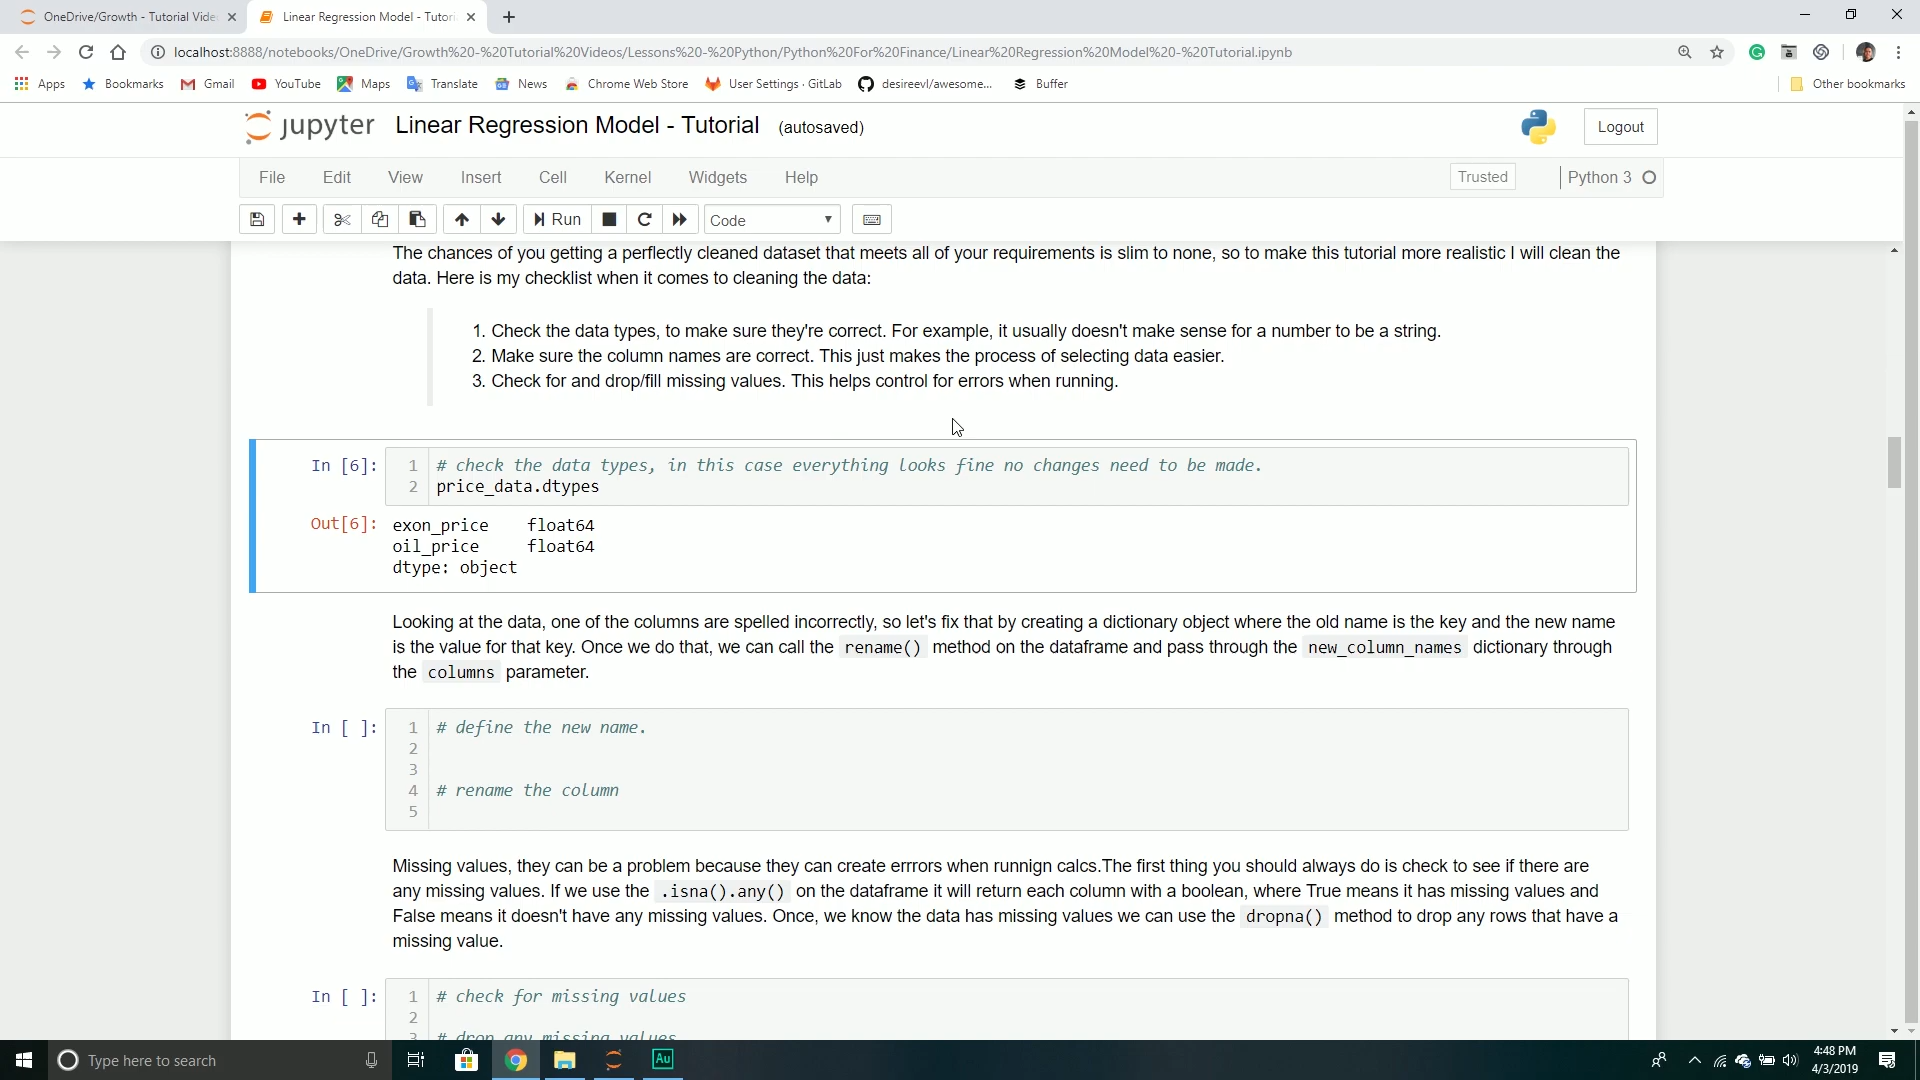 OneDrive/Growth - Tutorial Vide
Linear Regression Model - Tutori
localhost:8888/notebooks/OneDrive/Growth%20-%20Tutorial%20Videos/Lessons%20-%20Python/Python%20For%20Finance/Linear%20Regression%20Model%20-%20Tutorial.ipynb
Apps Bookmarks Gmail YouTube Maps Translate News Chrome Web Store User Settings · GitLab desireevl/awesome... Buffer Other bookmarks
jupyter Linear Regression Model - Tutorial (autosaved) Logout
File Edit View Insert Cell Kernel Widgets Help Trusted Python 3
Run Code
The chances of you getting a perflectly cleaned dataset that meets all of your requirements is slim to none, so to make this tutorial more realistic I will clean the
data. Here is my checklist when it comes to cleaning the data:
1. Check the data types, to make sure they're correct. For example, it usually doesn't make sense for a number to be a string.
2. Make sure the column names are correct. This just makes the process of selecting data easier.
3. Check for and drop/fill missing values. This helps control for errors when running.
In [6]: 1 # check the data types, in this case everything looks fine no changes need to be made.
2 price_data.dtypes
Out[6]: exon_price float64
oil_price float64
dtype: object
Looking at the data, one of the columns are spelled incorrectly, so let's fix that by creating a dictionary object where the old name is the key and the new name
is the value for that key. Once we do that, we can call the rename() method on the dataframe and pass through the new_column_names dictionary through
the columns parameter.
In [ ]: 1 # define the new name.
2
3
4 # rename the column
5
Missing values, they can be a problem because they can create errrors when runnign calcs.The first thing you should always do is check to see if there are
any missing values. If we use the .isna().any() on the dataframe it will return each column with a boolean, where True means it has missing values and
False means it doesn't have any missing values. Once, we know the data has missing values we can use the dropna() method to drop any rows that have a
missing value.
In [ ]: 1 # check for missing values
2
3 # drop any missing values
Type here to search Au 4:48 PM
4/3/2019